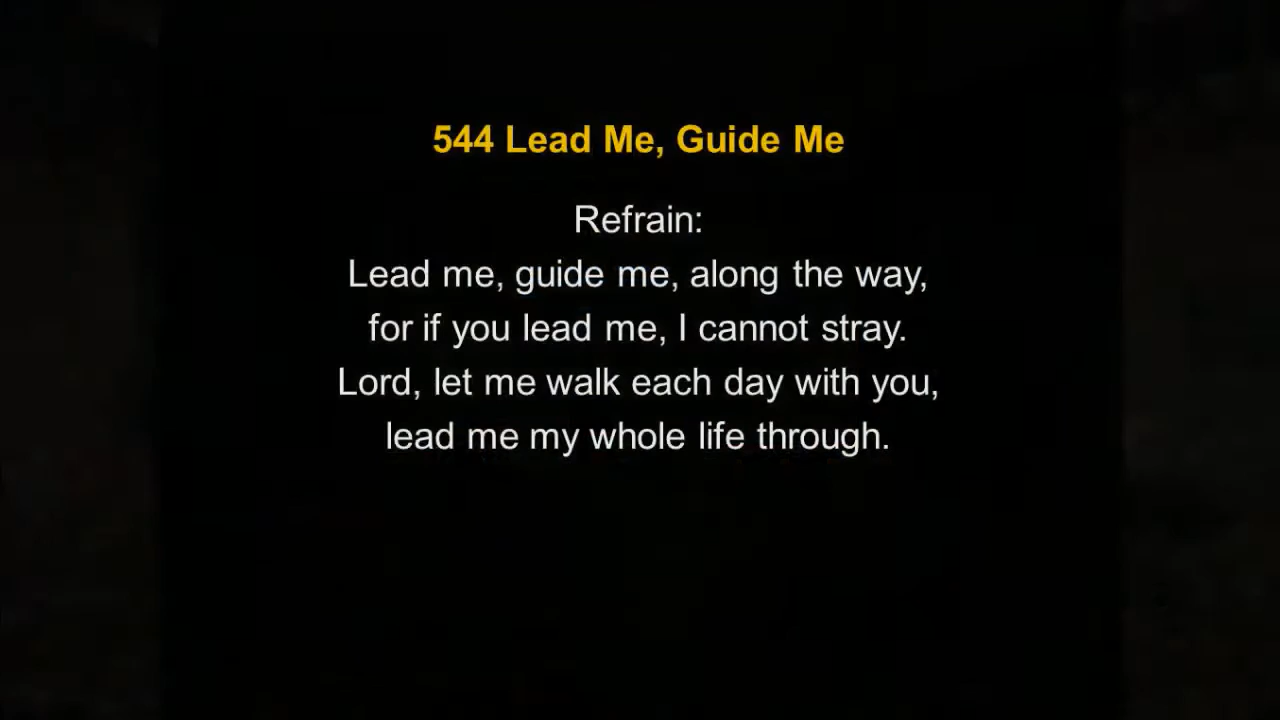 544 Lead Me, Guide Me
Refrain:
Lead me, guide me, along the way,
for if you lead me, I cannot stray.
Lord, let me walk each day with you,
lead me my whole life through.